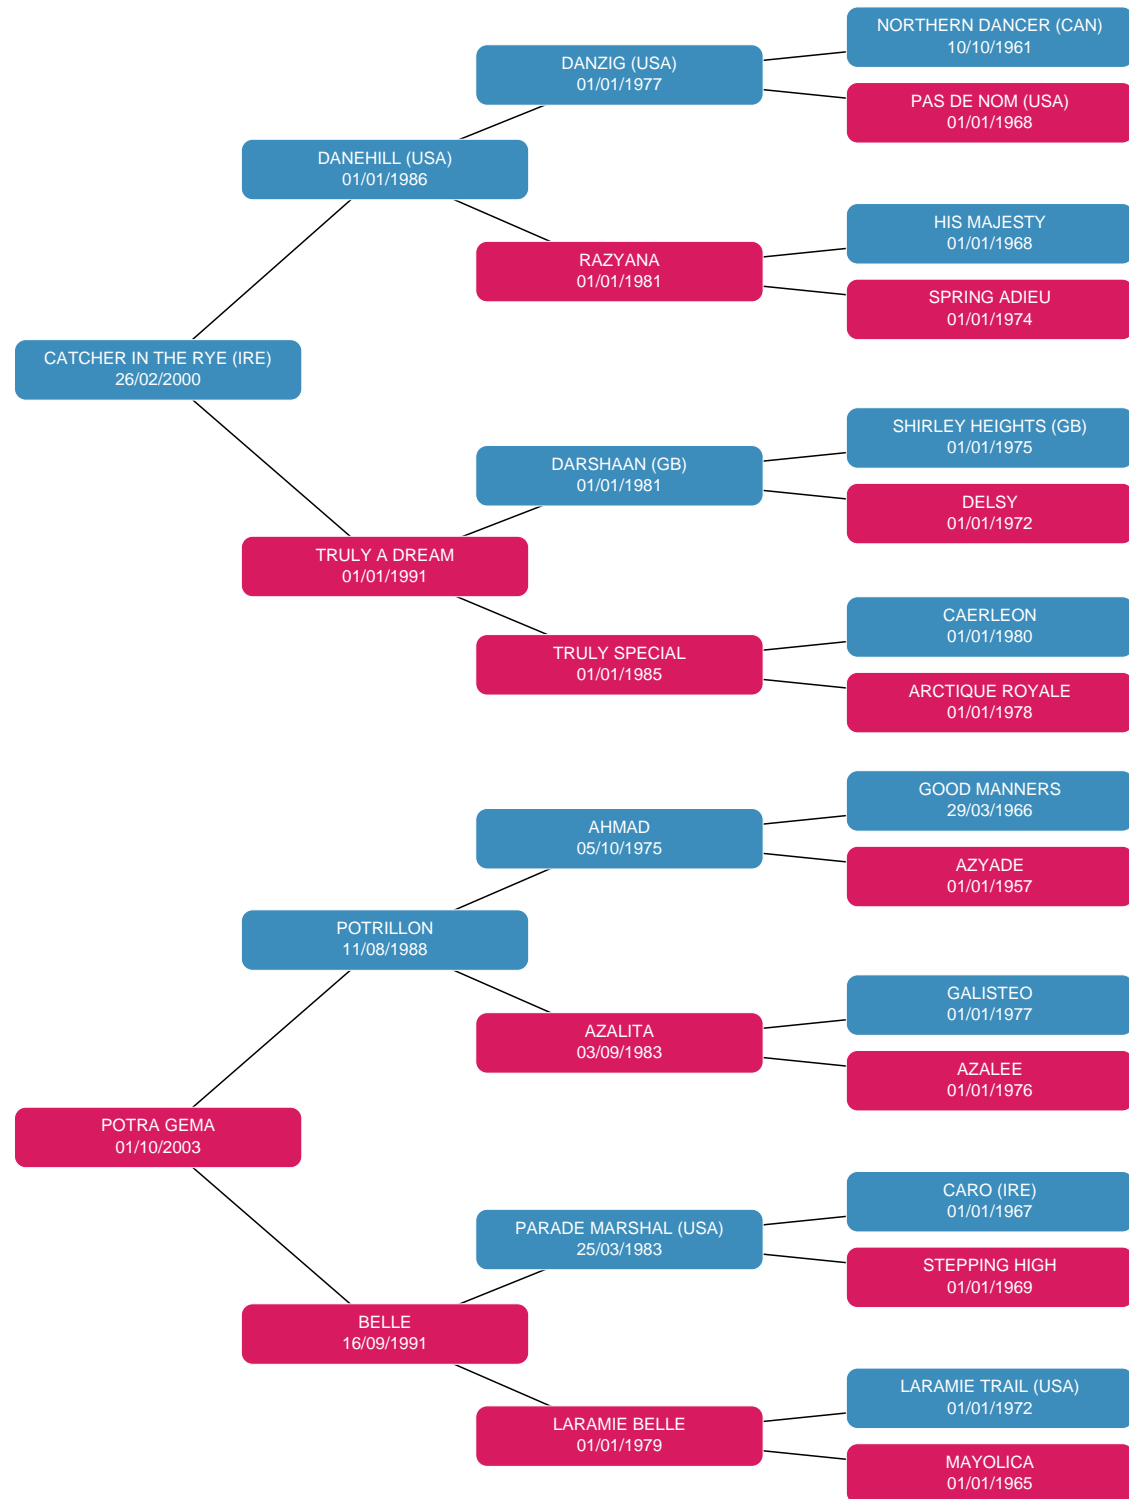 NORTHERN DANCER (CAN)
10/10/1961
DANZIG (USA)
01/01/1977
PAS DE NOM (USA)
01/01/1968
DANEHILL (USA)
01/01/1986
HIS MAJESTY
01/01/1968
RAZYANA
01/01/1981
SPRING ADIEU
01/01/1974
CATCHER IN THE RYE (IRE)
26/02/2000
SHIRLEY HEIGHTS (GB)
01/01/1975
DARSHAAN (GB)
01/01/1981
DELSY
01/01/1972
TRULY A DREAM
01/01/1991
CAERLEON
01/01/1980
TRULY SPECIAL
01/01/1985
ARCTIQUE ROYALE
01/01/1978
GOOD MANNERS
29/03/1966
AHMAD
05/10/1975
AZYADE
01/01/1957
POTRILLON
11/08/1988
GALISTEO
01/01/1977
AZALITA
03/09/1983
AZALEE
01/01/1976
POTRA GEMA
01/10/2003
CARO (IRE)
01/01/1967
PARADE MARSHAL (USA)
25/03/1983
STEPPING HIGH
01/01/1969
BELLE
16/09/1991
LARAMIE TRAIL (USA)
01/01/1972
LARAMIE BELLE
01/01/1979
MAYOLICA
01/01/1965